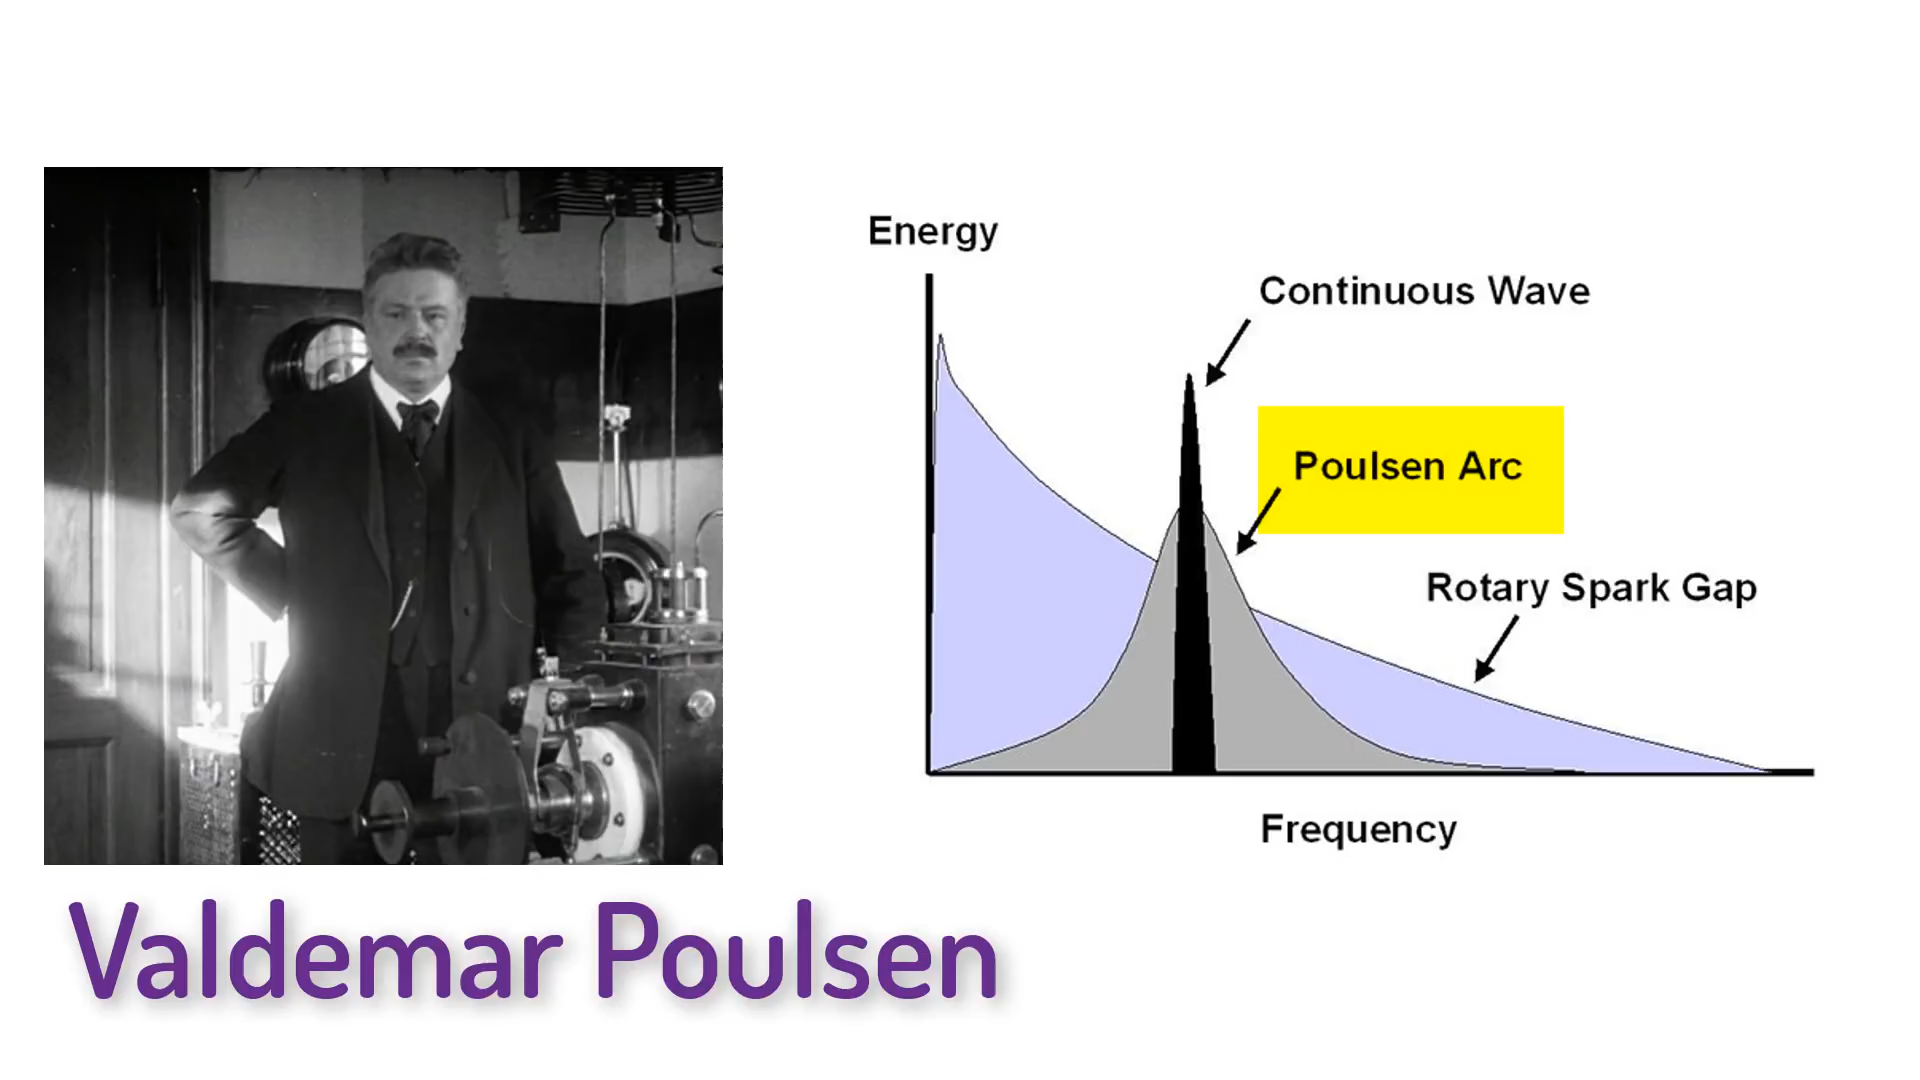 Energy
Continuous Wave
Poulsen Arc
Rotary Spark Gap
Frequency
Valdemar Poulsen